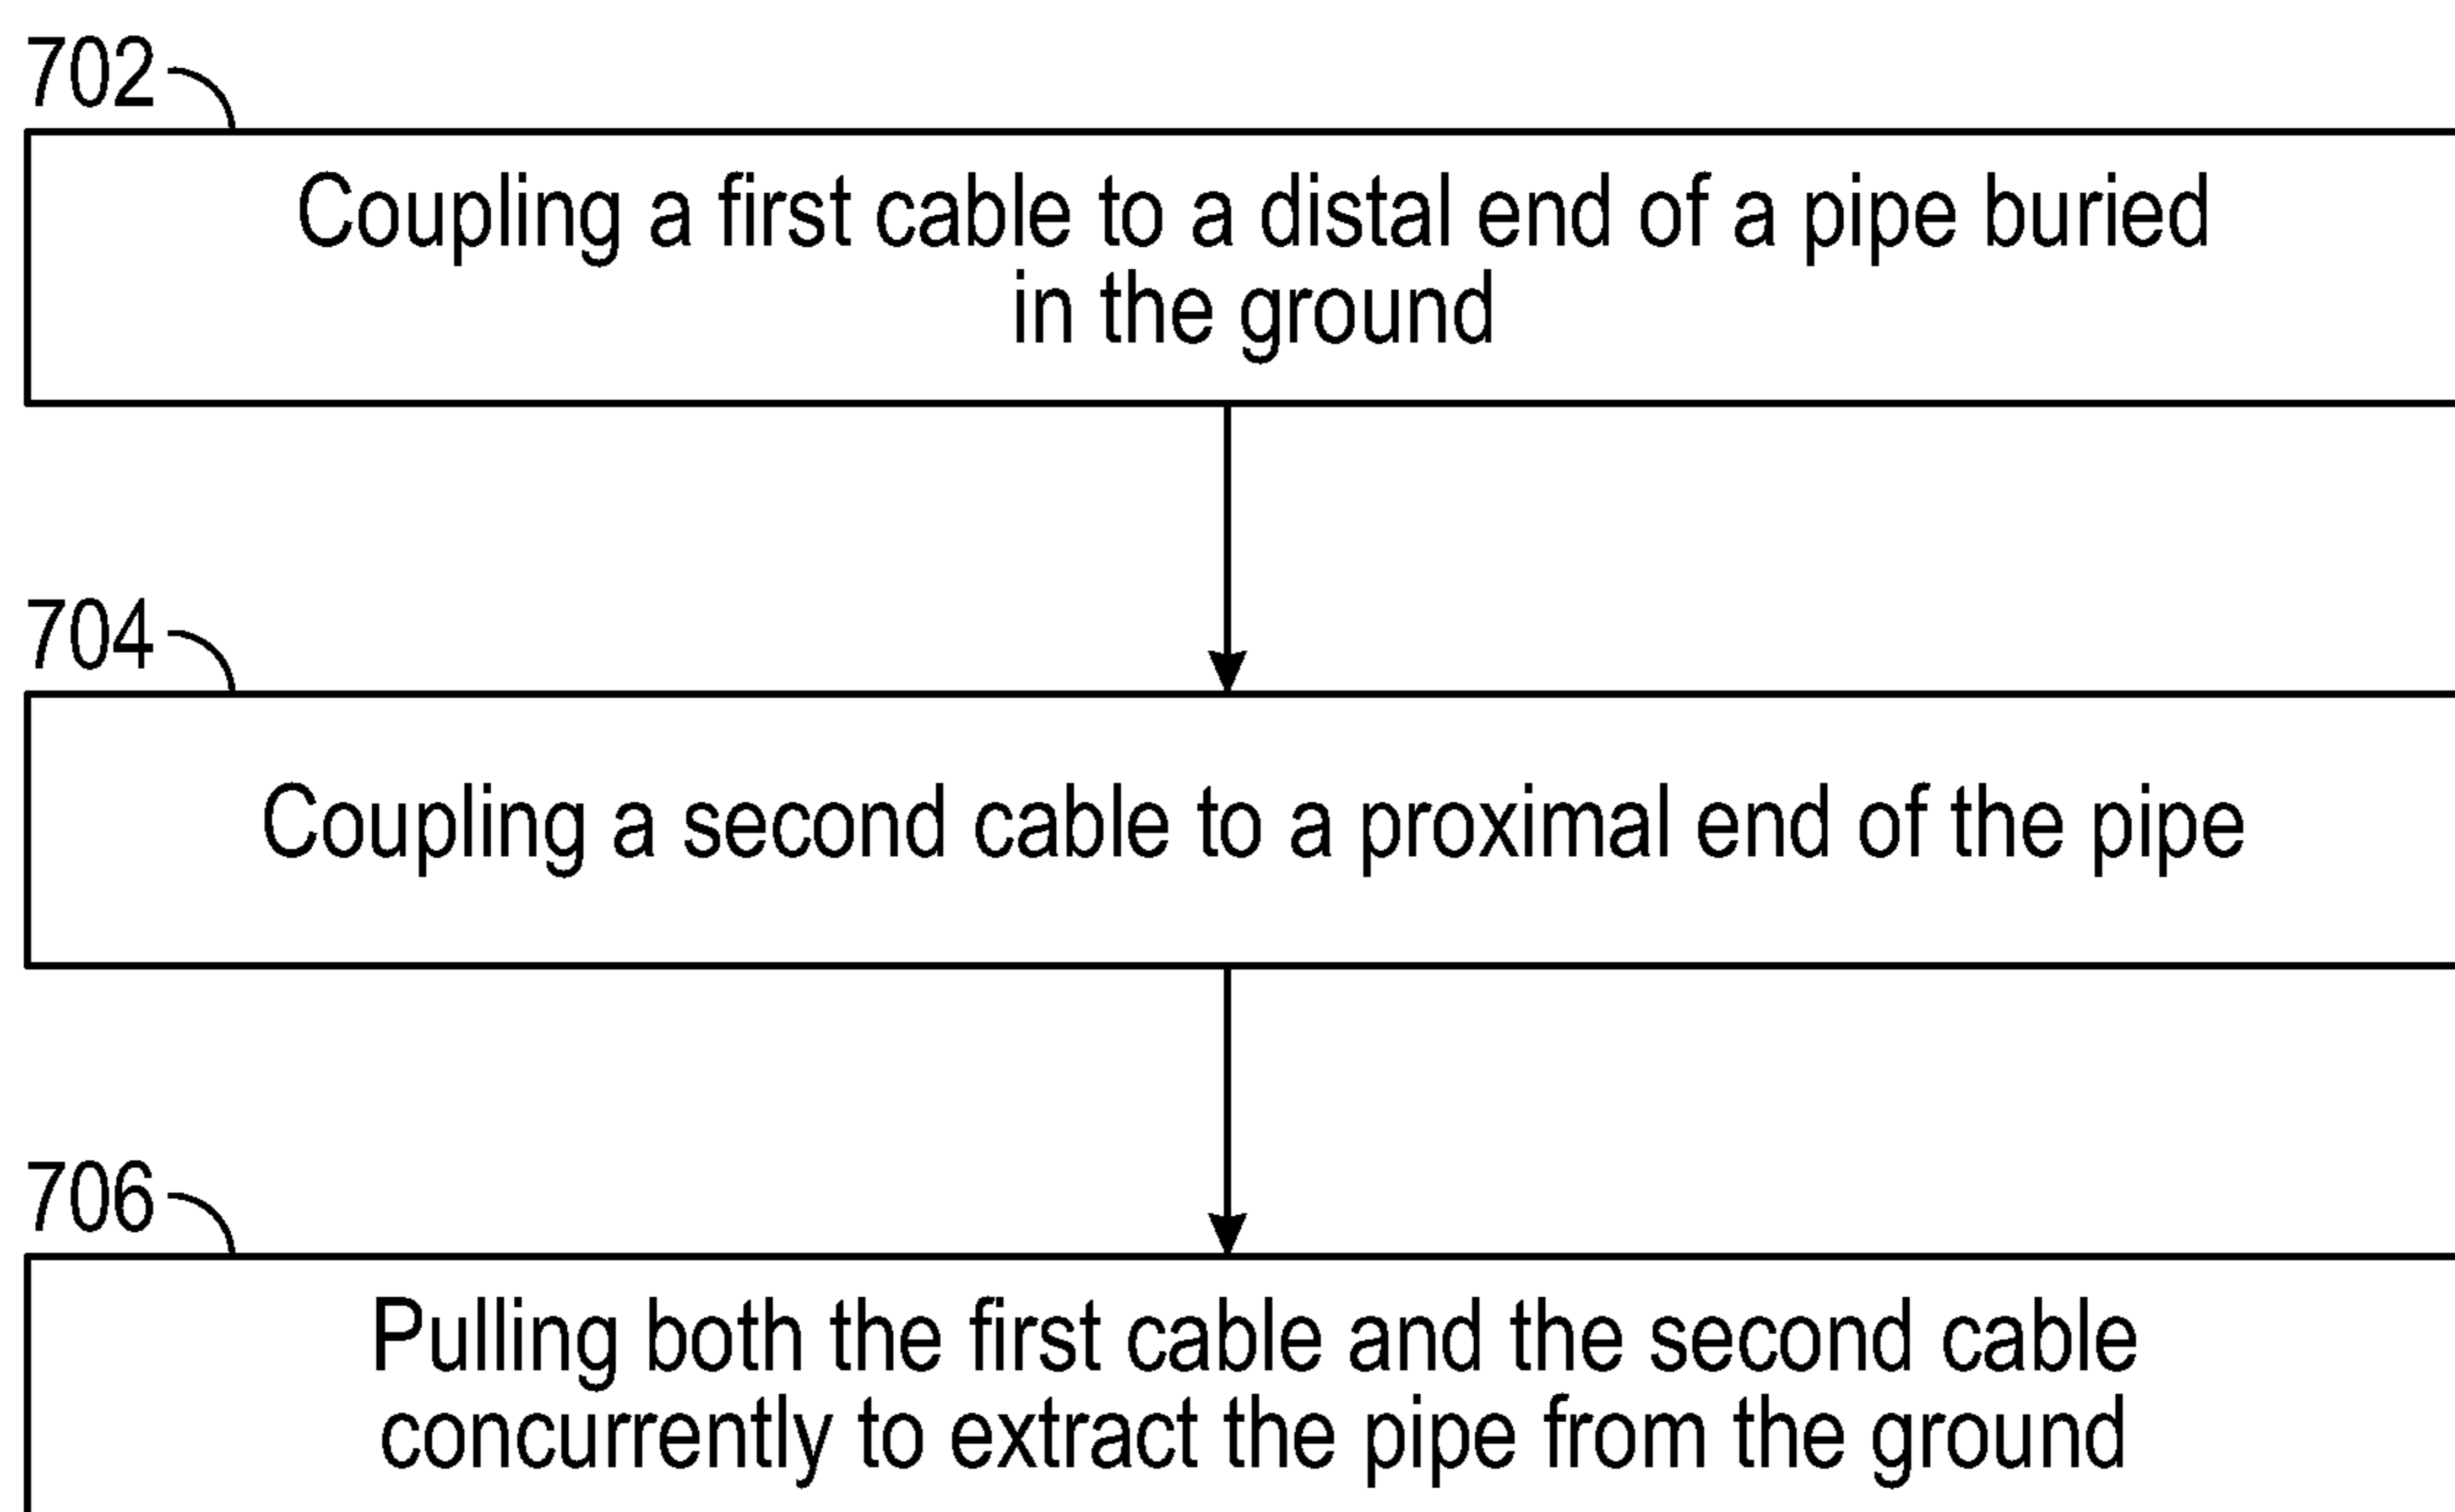 702
Coupling a first cable to a distal end of a pipe buried
in the ground
704
Coupling a second cable to a proximal end of the pipe
706
Pulling both the first cable and the second cable
concurrently to extract the pipe from the ground